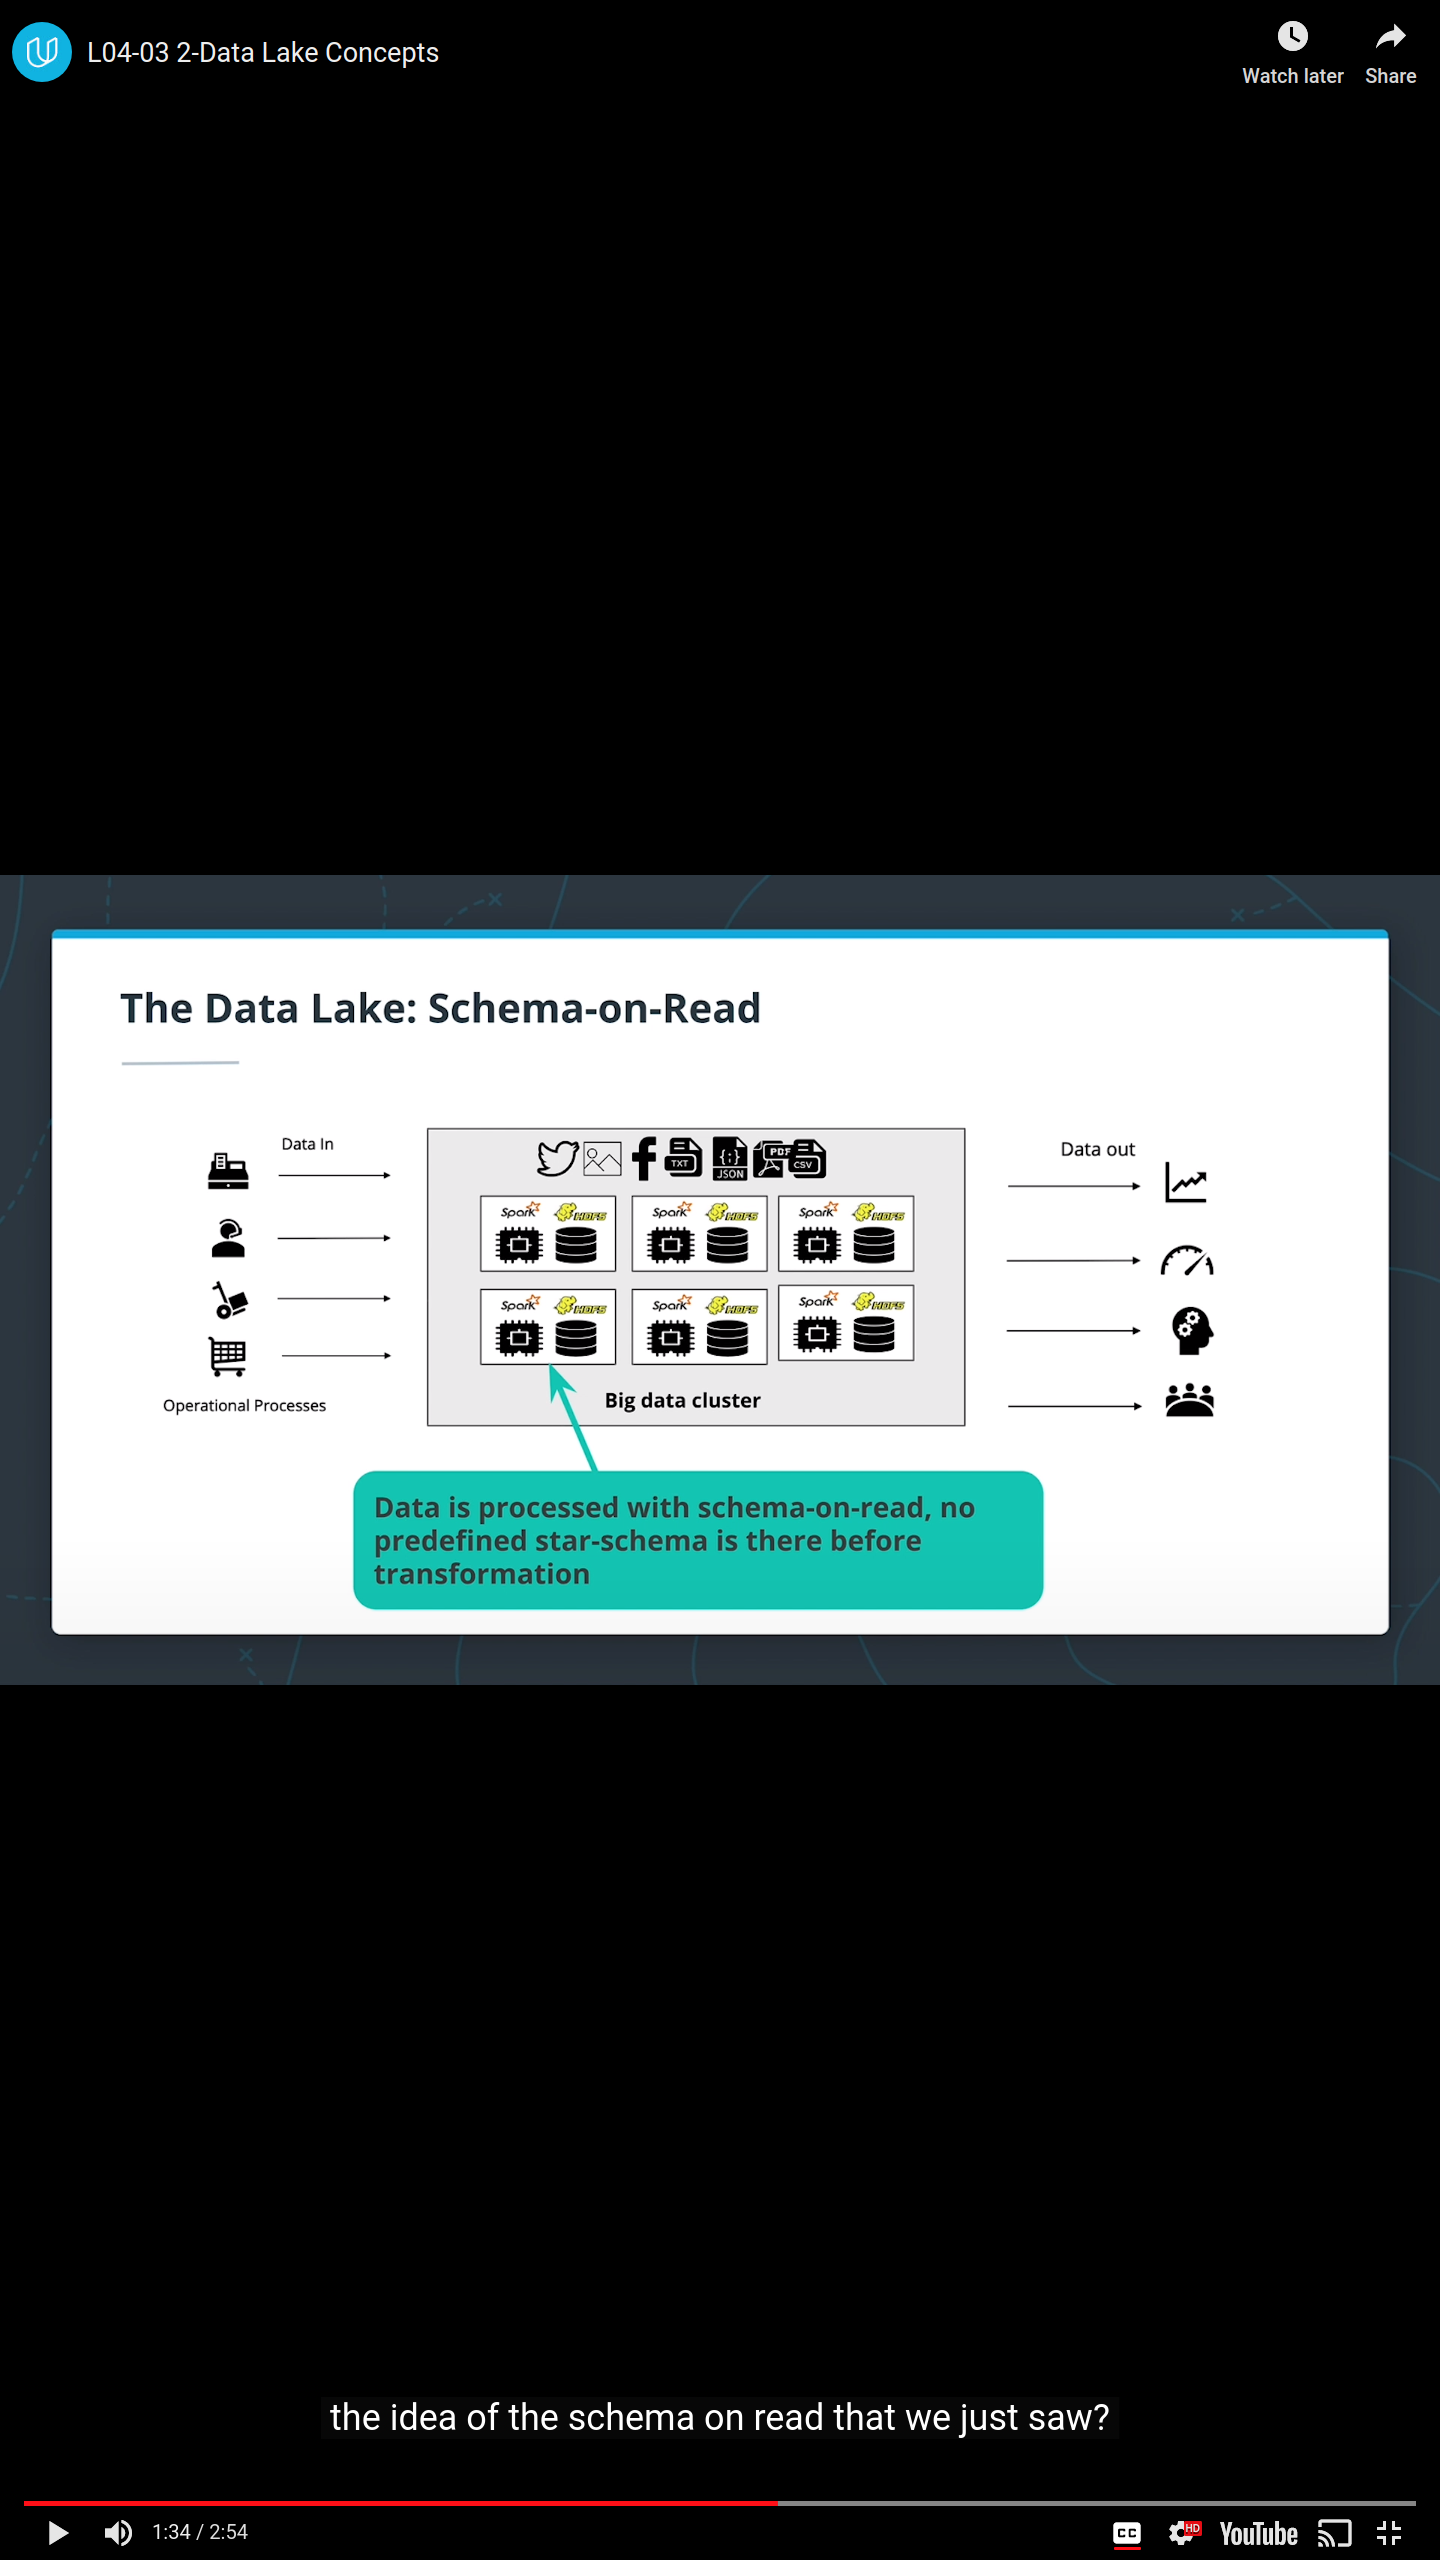 L04-03 2-Data Lake Concepts
Watch later
Share
The Data Lake: Schema-on-Read
Data In
Data out
TXT
JSON
PDF
CSV
Spark HDFS
Spark HDFS
Spark HDFS
Spark HDFS
Spark HDFS
Spark HDFS
Big data cluster
Operational Processes
Data is processed with schema-on-read, no
predefined star-schema is there before
transformation
the idea of the schema on read that we just saw?
1:34 / 2:54
CC
HD
YouTube